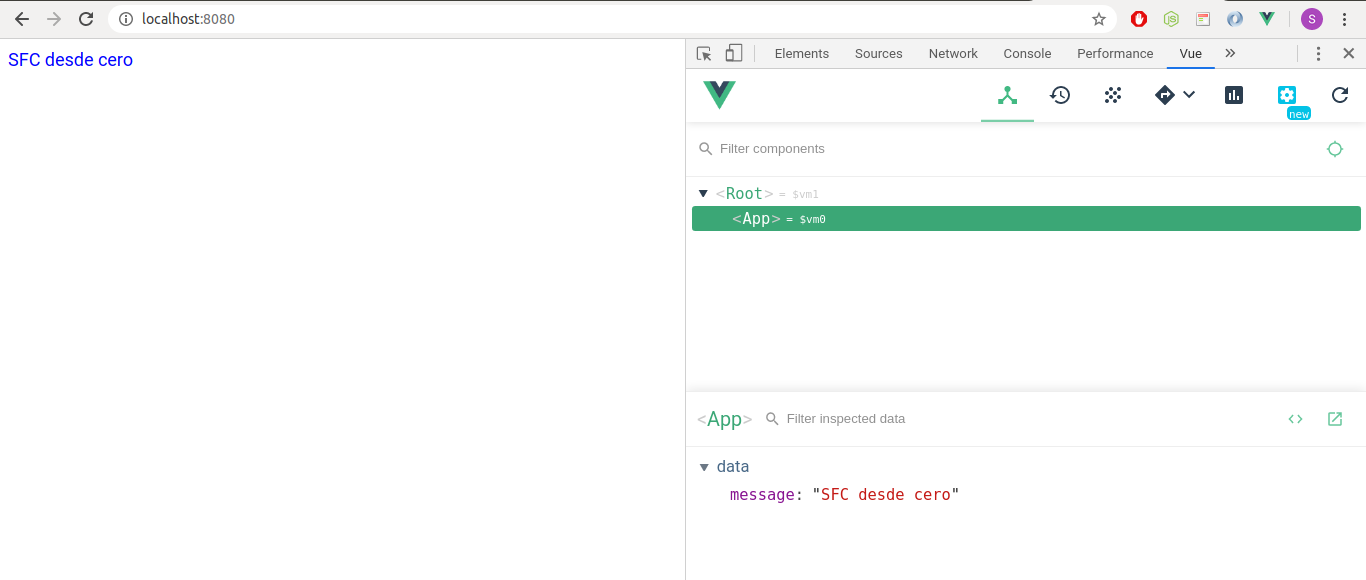 localhost:8080
S
SFC desde cero
Elements Sources Network Console Performance Vue »
new
Filter components
<Root> = $vm1
<App> = $vm0
<App> Filter inspected data
data
message: "SFC desde cero"